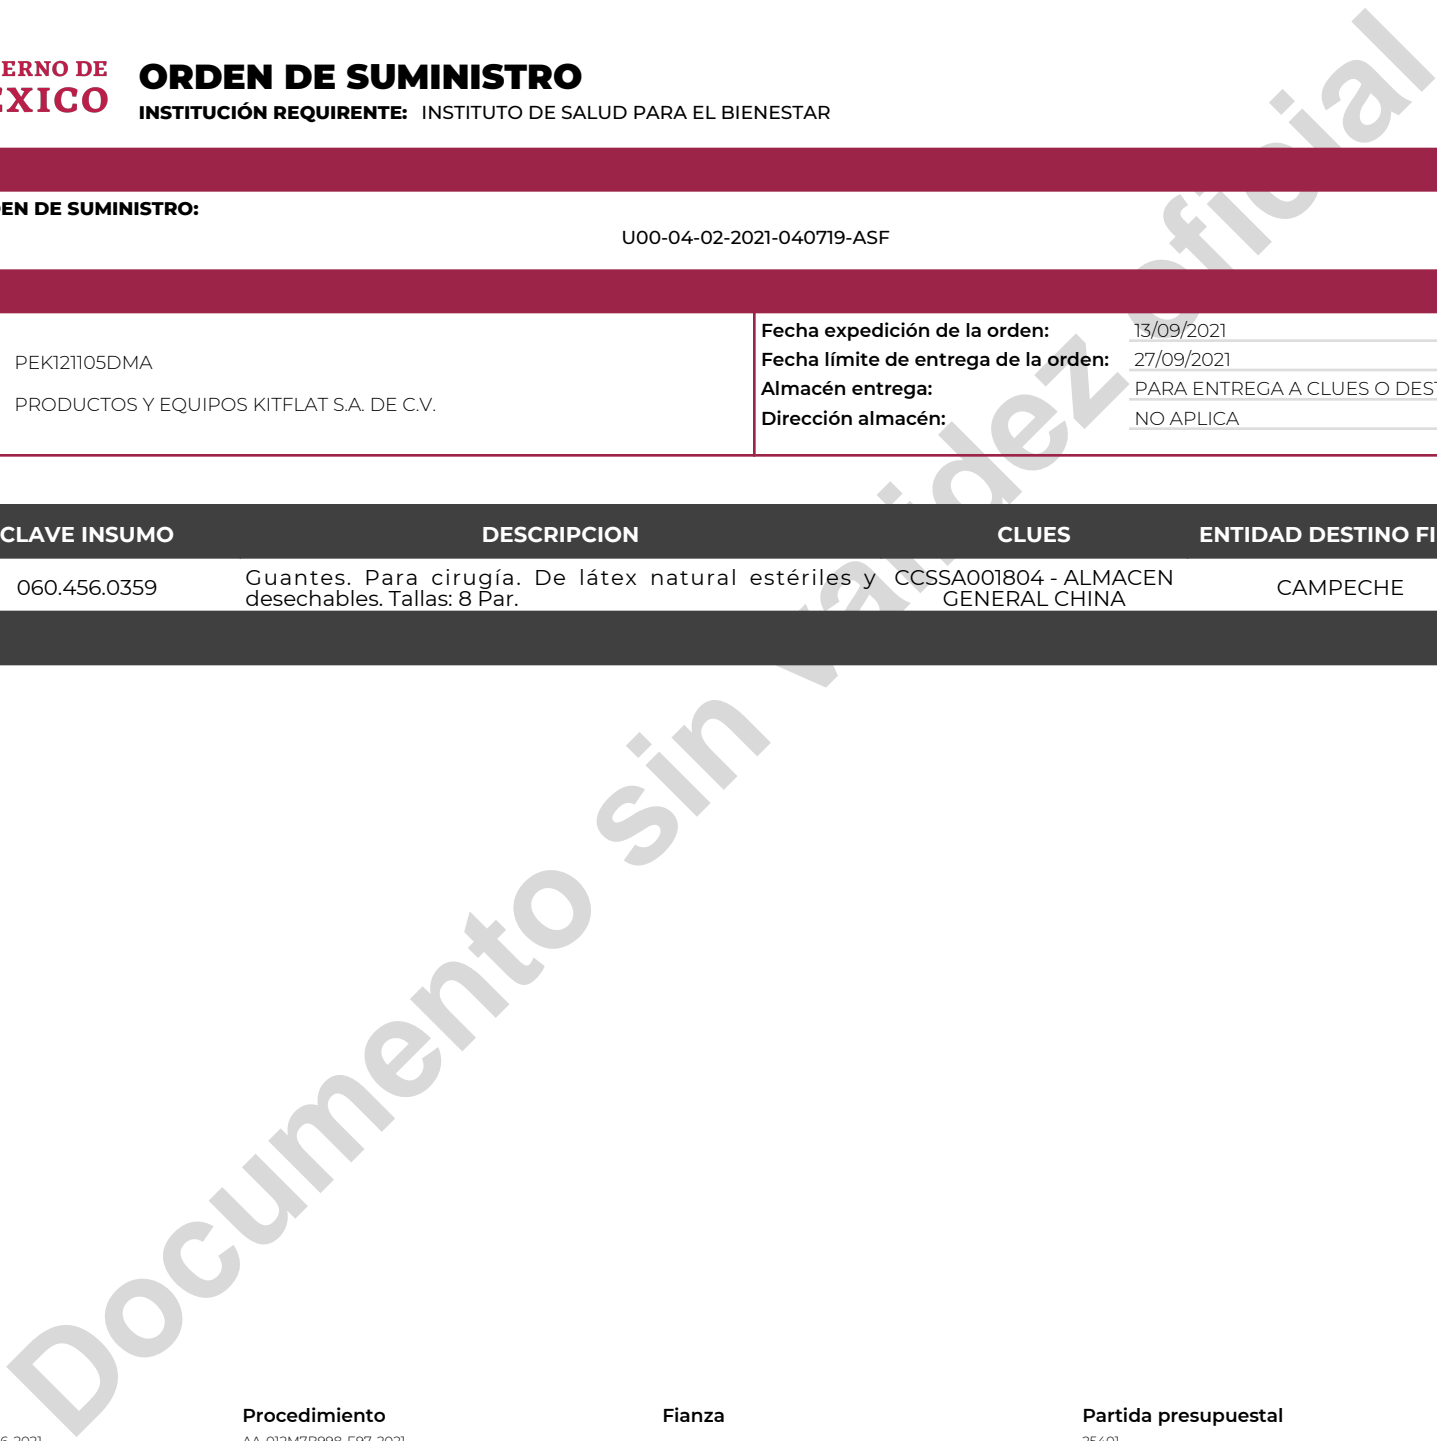 ERNO DE
EXICO
ORDEN DE SUMINISTRO
INSTITUCIÓN REQUIRENTE: INSTITUTO DE SALUD PARA EL BIENESTAR
EN DE SUMINISTRO:
U00-04-02-2021-040719-ASF
PEK121105DMA
PRODUCTOS Y EQUIPOS KITFLAT S.A. DE C.V.
Fecha expedición de la orden: 13/09/2021
Fecha límite de entrega de la orden: 27/09/2021
Almacén entrega: PARA ENTREGA A CLUES O DEST
Dirección almacén: NO APLICA
CLAVE INSUMO DESCRIPCION CLUES ENTIDAD DESTINO FI
060.456.0359
Guantes. Para cirugía. De látex natural estériles y
desechables. Tallas: 8 Par.
CCSSA001804 - ALMACEN
GENERAL CHINA
CAMPECHE
Documento sin validez oficial
Procedimiento Fianza Partida presupuestal